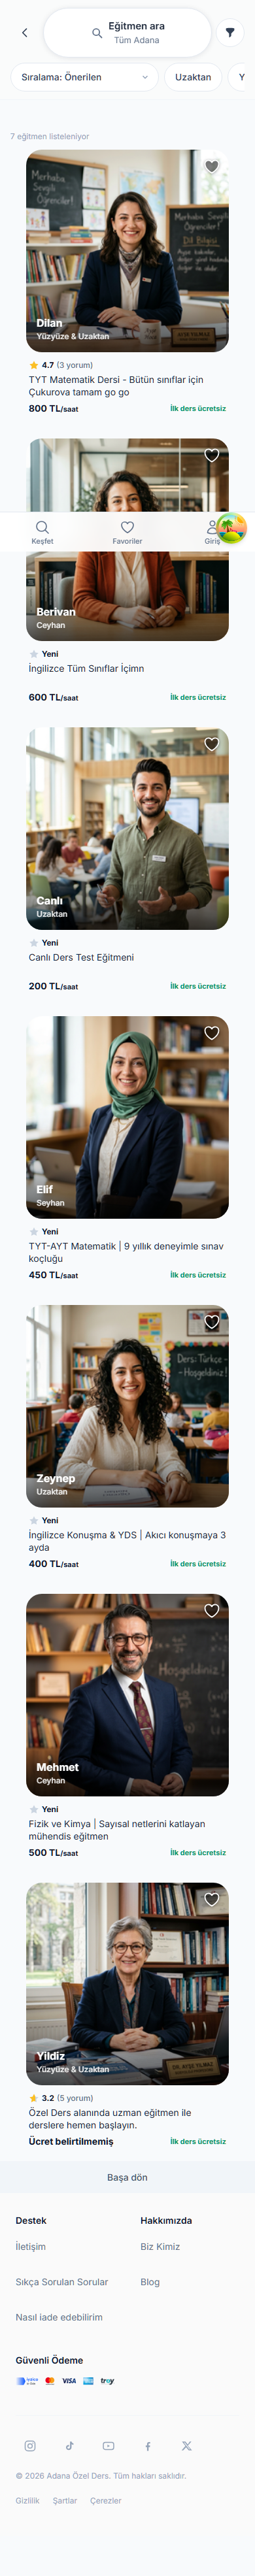 Eğitmen ara
Tüm Adana
Sıralama: Önerilen
Uzaktan
Y
7 eğitmen listeleniyor
Dilan
Yüzyüze & Uzaktan
4.7 (3 yorum)
TYT Matematik Dersi - Bütün sınıflar için
Çukurova tamam go go
800 TL/saat
İlk ders ücretsiz
Keşfet
Favoriler
Giriş
Berivan
Ceyhan
Yeni
İngilizce Tüm Sınıflar İçimn
600 TL/saat
İlk ders ücretsiz
Canlı
Uzaktan
Yeni
Canlı Ders Test Eğitmeni
200 TL/saat
İlk ders ücretsiz
Elif
Seyhan
Yeni
TYT-AYT Matematik | 9 yıllık deneyimle sınav
koçluğu
450 TL/saat
İlk ders ücretsiz
Ders: Türkçe -
Hoşgeldiniz!
Zeynep
Uzaktan
Yeni
İngilizce Konuşma & YDS | Akıcı konuşmaya 3
ayda
400 TL/saat
İlk ders ücretsiz
Mehmet
Ceyhan
Yeni
Fizik ve Kimya | Sayısal netlerini katlayan
mühendis eğitmen
500 TL/saat
İlk ders ücretsiz
Yildiz
Yüzyüze & Uzaktan
3.2 (5 yorum)
Özel Ders alanında uzman eğitmen ile
derslere hemen başlayın.
Ücret belirtilmemiş
İlk ders ücretsiz
Başa dön
Destek
Hakkımızda
İletişim
Biz Kimiz
Sıkça Sorulan Sorular
Blog
Nasıl iade edebilirim
Güvenli Ödeme
VISA
troy
© 2026 Adana Özel Ders. Tüm hakları saklıdır.
Gizlilik
Şartlar
Çerezler